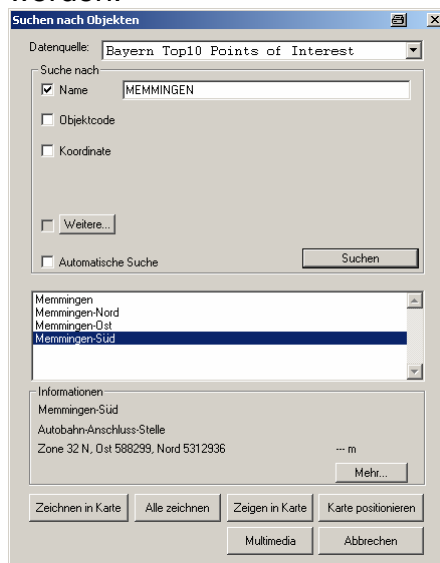 Suchen nach Objekten
Datenquelle: Bayern Top10 Points of Interest
Suche nach
Name MEMMINGEN
Objektcode
Koordinate
Weitere...
Automatische Suche Suchen
Memmingen
Memmingen-Nord
Memmingen-Ost
Memmingen-Süd
Informationen
Memmingen-Süd
Autobahn-Anschluss-Stelle
Zone 32 N, Ost 588299, Nord 5312936 --- m
Mehr...
Zeichnen in Karte Alle zeichnen Zeigen in Karte Karte positionieren
Multimedia Abbrechen